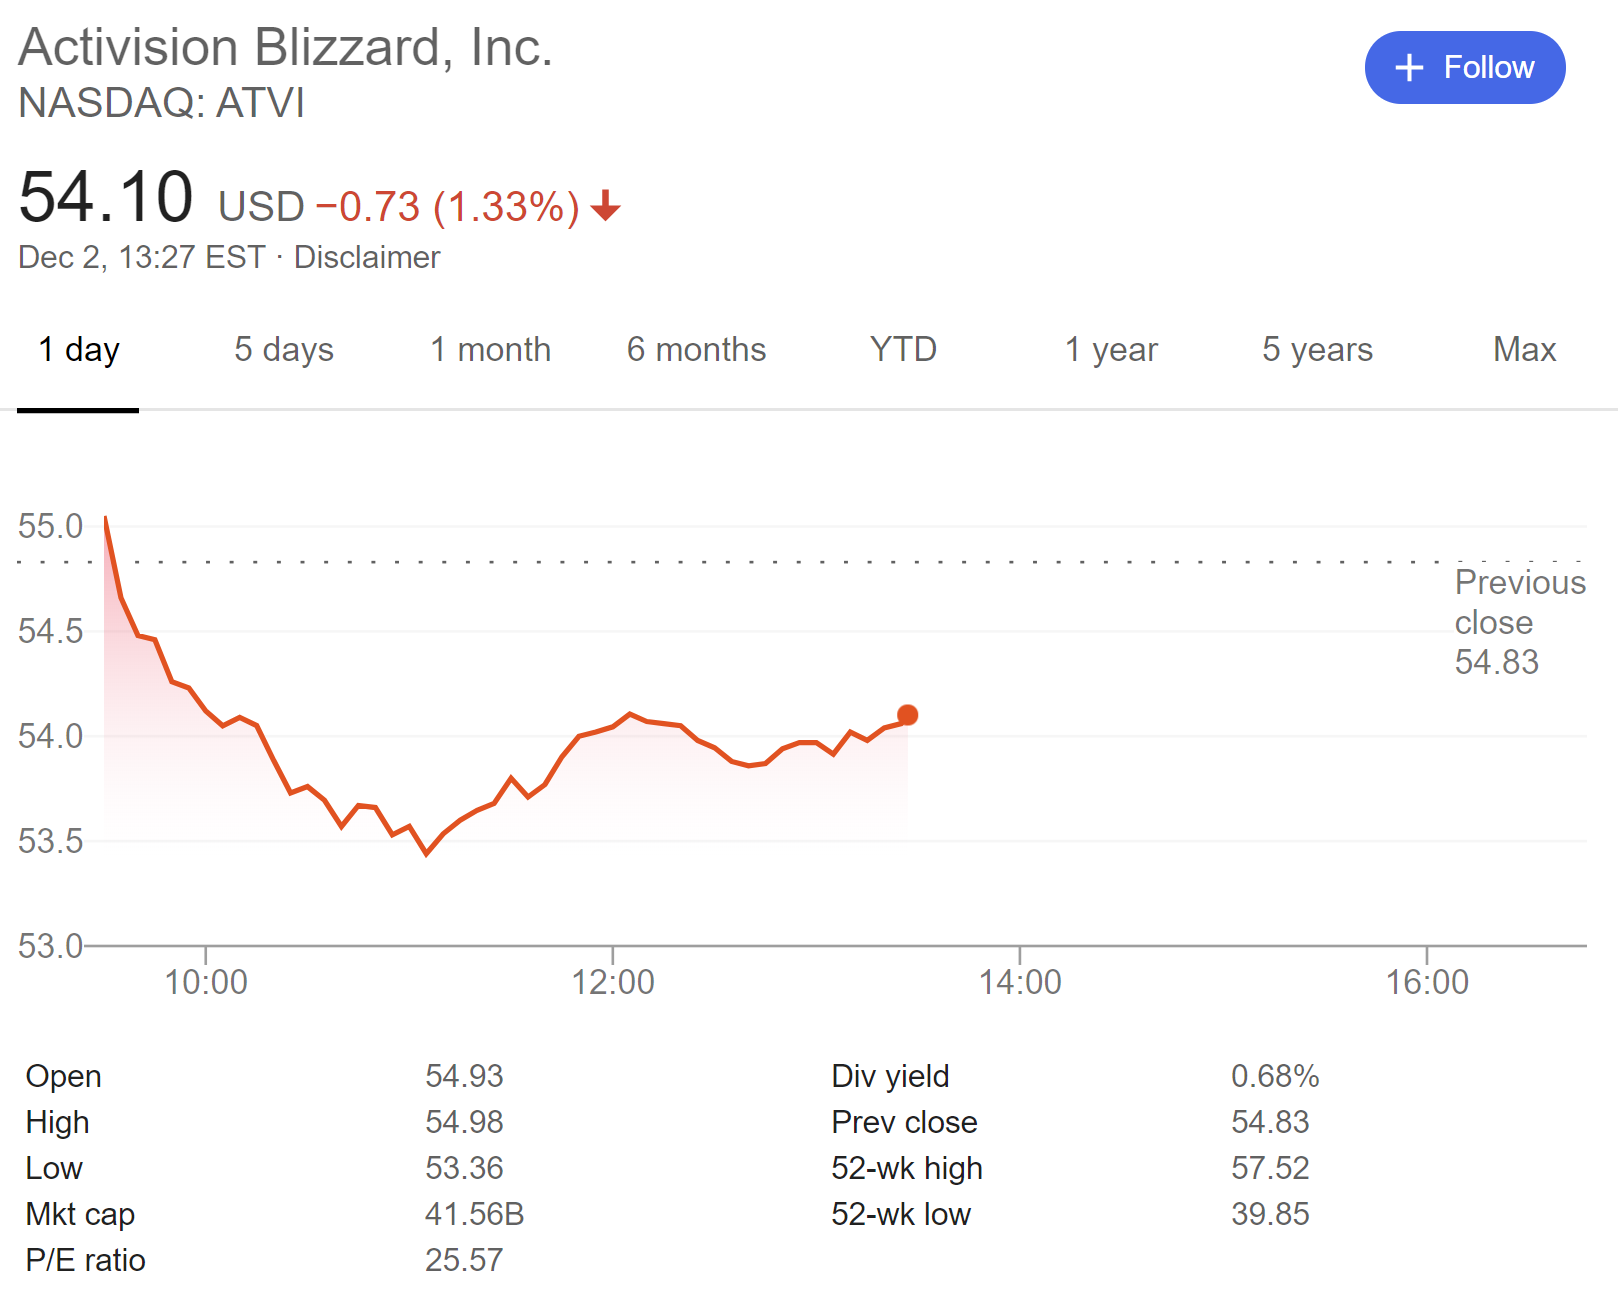 Activision Blizzard, Inc.
NASDAQ: ATVI
+ Follow
54.10 USD −0.73 (1.33%)
Dec 2, 13:27 EST · Disclaimer
1 day 5 days 1 month 6 months YTD 1 year 5 years Max
55.0
Previous
close
54.83
54.5
54.0
53.5
53.0
10:00 12:00 14:00 16:00
Open 54.93 Div yield 0.68%
High 54.98 Prev close 54.83
Low 53.36 52-wk high 57.52
Mkt cap 41.56B 52-wk low 39.85
P/E ratio 25.57